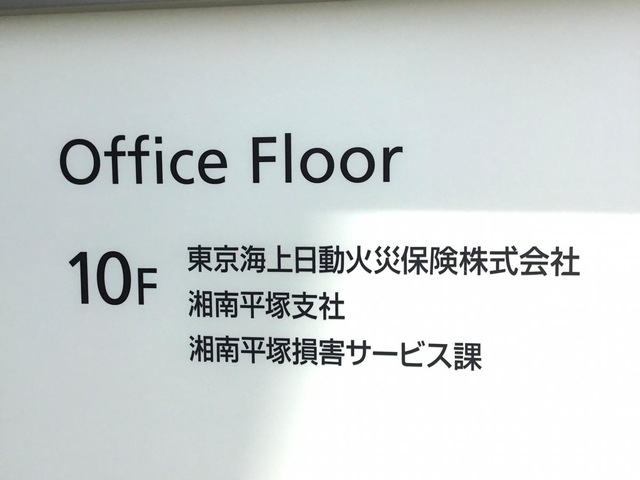 Office Floor
10F 東京海上日動火災保険株式会社
湘南平塚支社
湘南平塚損害サービス課